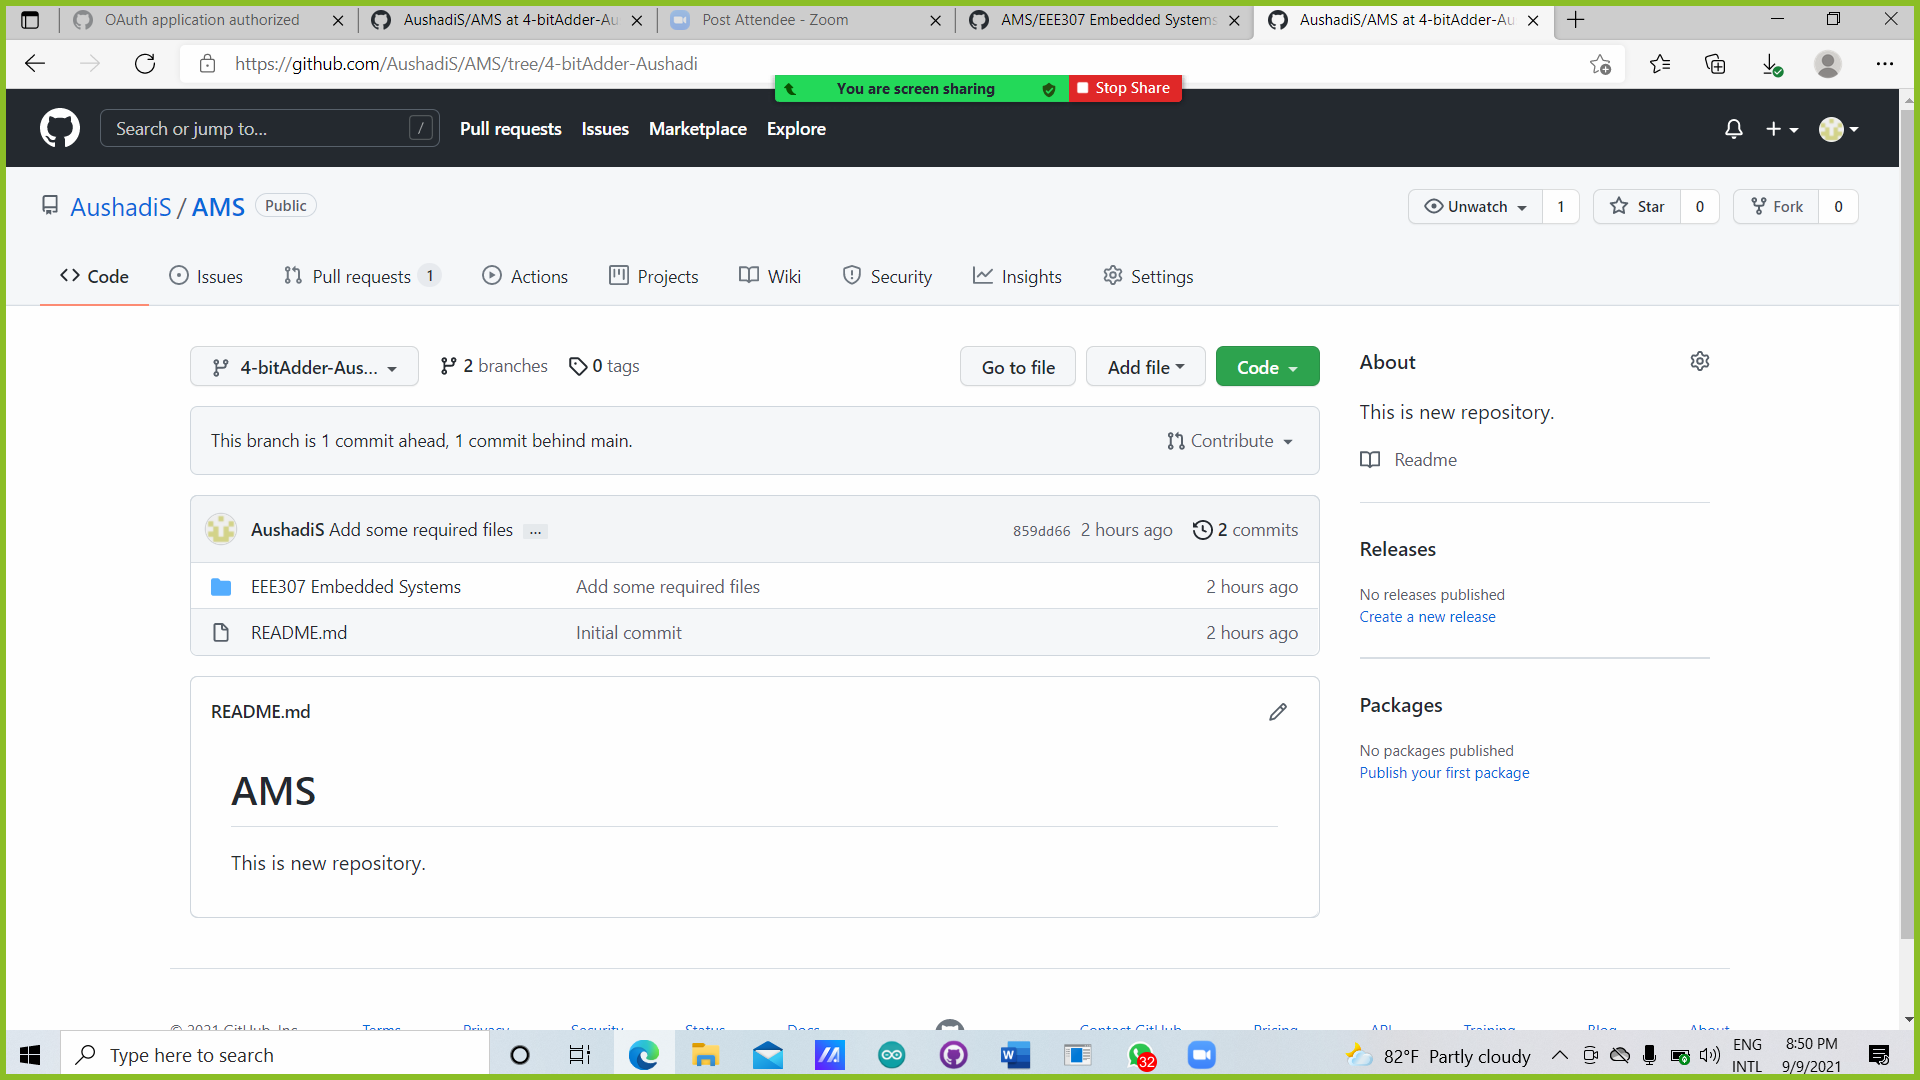 OAuth application authorized
AushadiS/AMS at 4-bitAdder-Au
Post Attendee - Zoom
AMS/EEE307 Embedded Systems
AushadiS/AMS at 4-bitAdder-Au
https://github.com/AushadiS/AMS/tree/4-bitAdder-Aushadi
You are screen sharing
Stop Share
Search or jump to...
/
Pull requests
Issues
Marketplace
Explore
AushadiS / AMS
Public
Unwatch
1
Star
0
Fork
0
Code
Issues
Pull requests 1
Actions
Projects
Wiki
Security
Insights
Settings
4-bitAdder-Aus...
2 branches
0 tags
Go to file
Add file
Code
About
This branch is 1 commit ahead, 1 commit behind main.
Contribute
This is new repository.
Readme
AushadiS Add some required files ...
859dd66 2 hours ago
2 commits
EEE307 Embedded Systems
Add some required files
2 hours ago
README.md
Initial commit
2 hours ago
Releases
No releases published
Create a new release
README.md
AMS
This is new repository.
Packages
No packages published
Publish your first package
© 2021 GitHub, Inc.
Terms
Privacy
Security
Status
Docs
Contact GitHub
Pricing
API
Training
Blog
About
Type here to search
32
82°F Partly cloudy
ENG
INTL
8:50 PM
9/9/2021